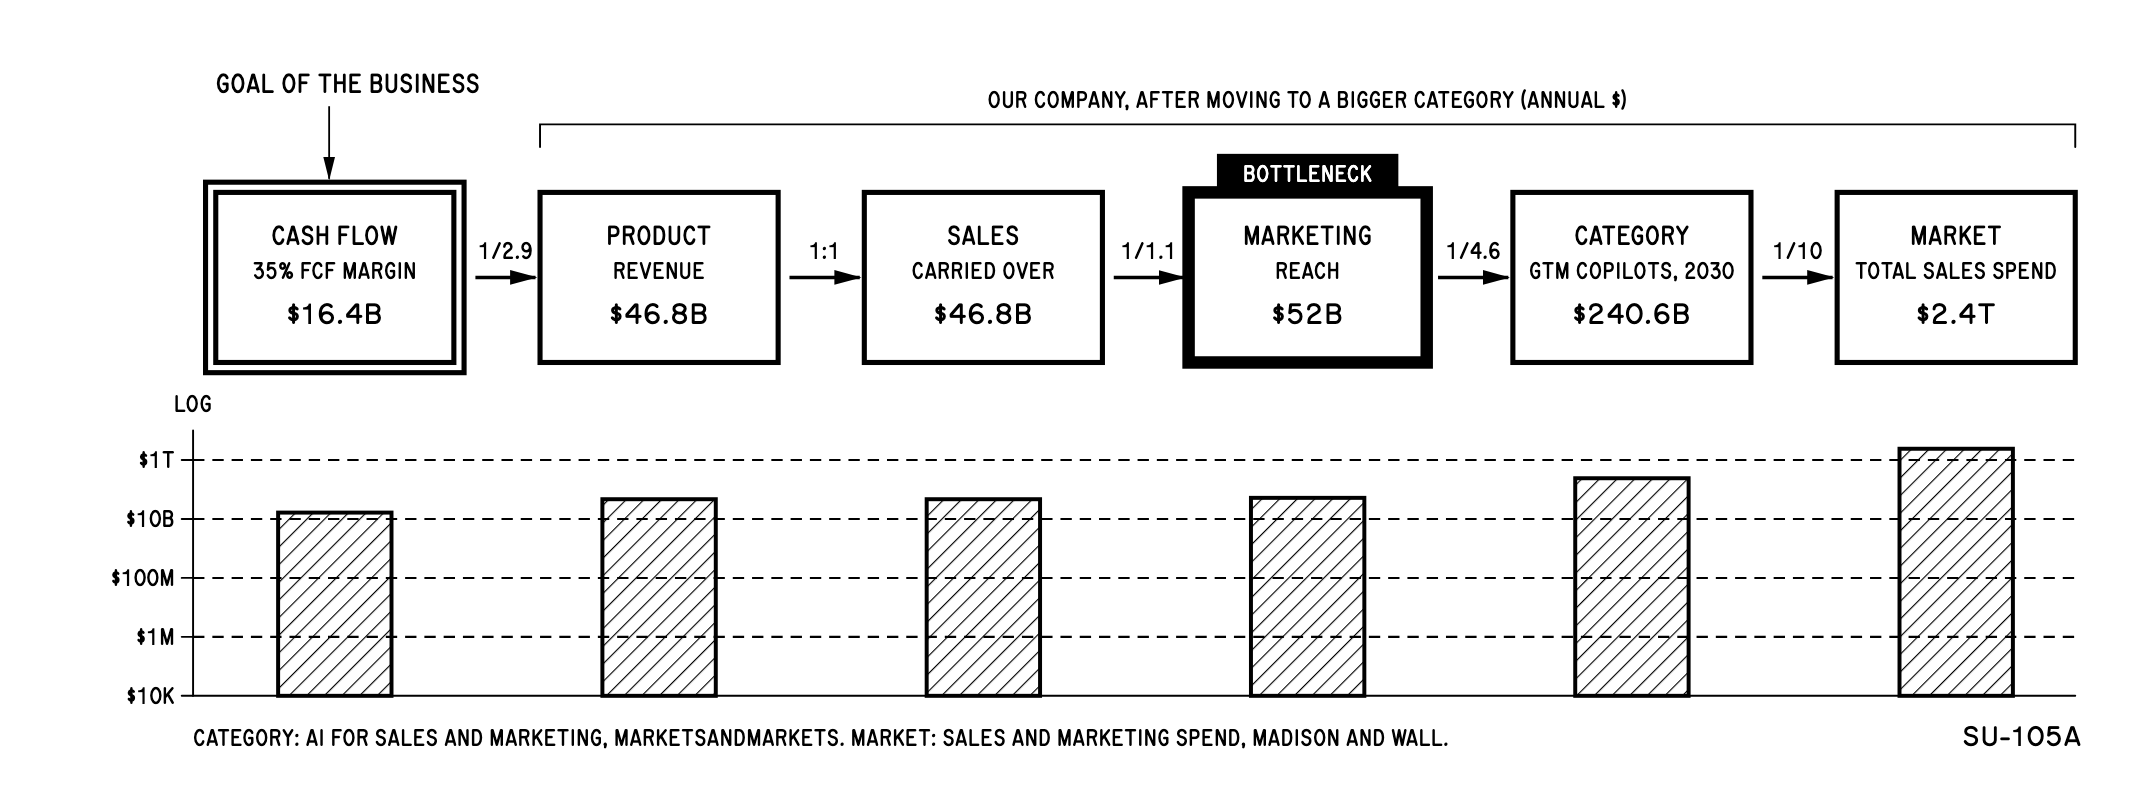 GOAL OF THE BUSINESS
OUR COMPANY, AFTER MOVING TO A BIGGER CATEGORY (ANNUAL $)
BOTTLENECK
CASH FLOW
35% FCF MARGIN
$16.4B
1/2.9
PRODUCT
REVENUE
$46.8B
1:1
SALES
CARRIED OVER
$46.8B
1/1.1
MARKETING
REACH
$52B
1/4.6
CATEGORY
GTM COPILOTS, 2030
$240.6B
1/10
MARKET
TOTAL SALES SPEND
$2.4T
LOG
$1T
$10B
$100M
$1M
$10K
CATEGORY: AI FOR SALES AND MARKETING, MARKETSANDMARKETS. MARKET: SALES AND MARKETING SPEND, MADISON AND WALL.
SU-105A